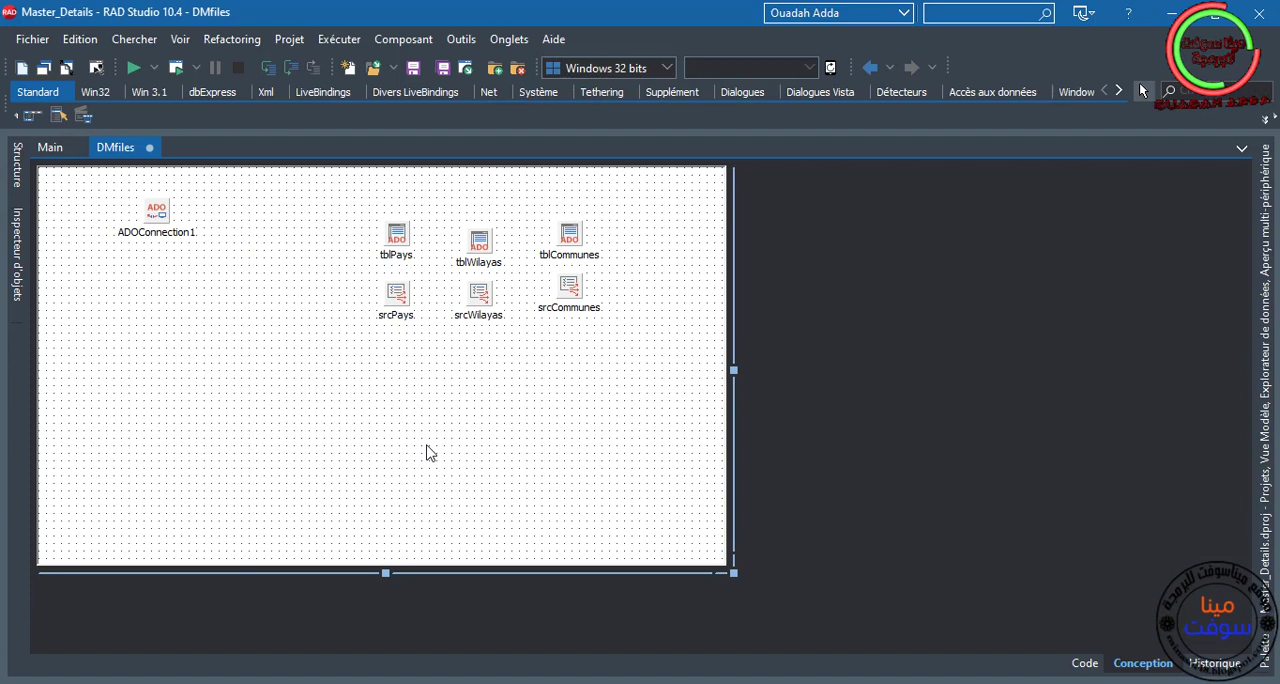 Master_Details - RAD Studio 10.4 - DMfiles
Ouadah Adda
Fichier Edition Chercher Voir Refactoring Projet Exécuter Composant Outils Onglets Aide
Windows 32 bits
Standard Win32 Win 3.1 dbExpress Xml LiveBindings Divers LiveBindings Net Système Tethering Supplément Dialogues Dialogues Vista Détecteurs Accès aux données Window
Structure
Inspecteur d'objets
Main DMfiles
ADOConnection1
tblPays
tblWilayas
tblCommunes
srcPays
srcWilayas
srcCommunes
Master_Details.dproj - Projets, Vue Modèle, Explorateur de données, Aperçu multi-périphérique
مينا
سوفت
Code Conception Historique